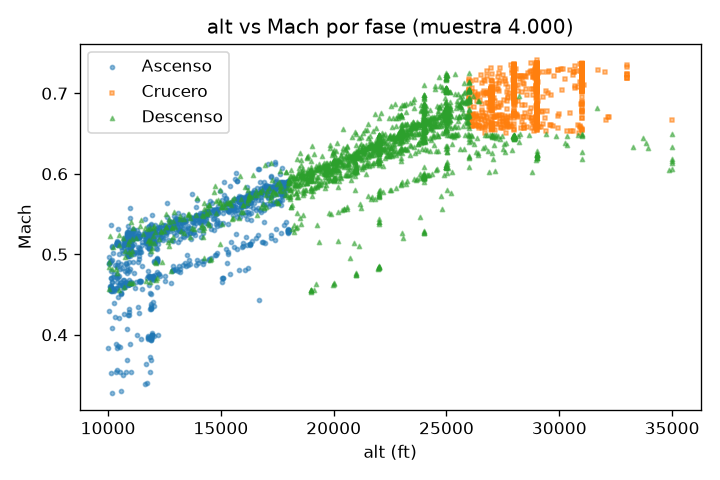 alt vs Mach por fase (muestra 4.000)
Ascenso
Crucero
Descenso
Mach
0.7
0.6
0.5
0.4
10000 15000 20000 25000 30000 35000
alt (ft)